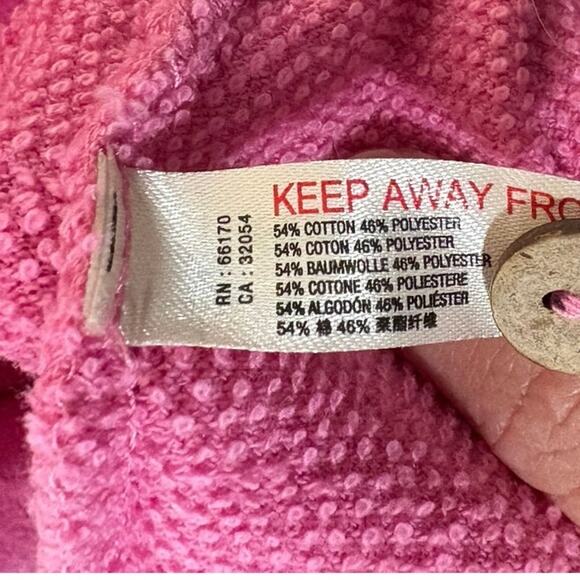 KEEP AWAY FRO
54% COTTON 46% POLYESTER
54% COTON 46% POLYESTER
54% BAUMWOLLE 46% POLYESTER
54% COTONE 46% POLIESTERE
54% ALGODÓN 46% POLIÉSTER
54% 棉 46% 聚酯纤维
RN : 66170
CA : 32054